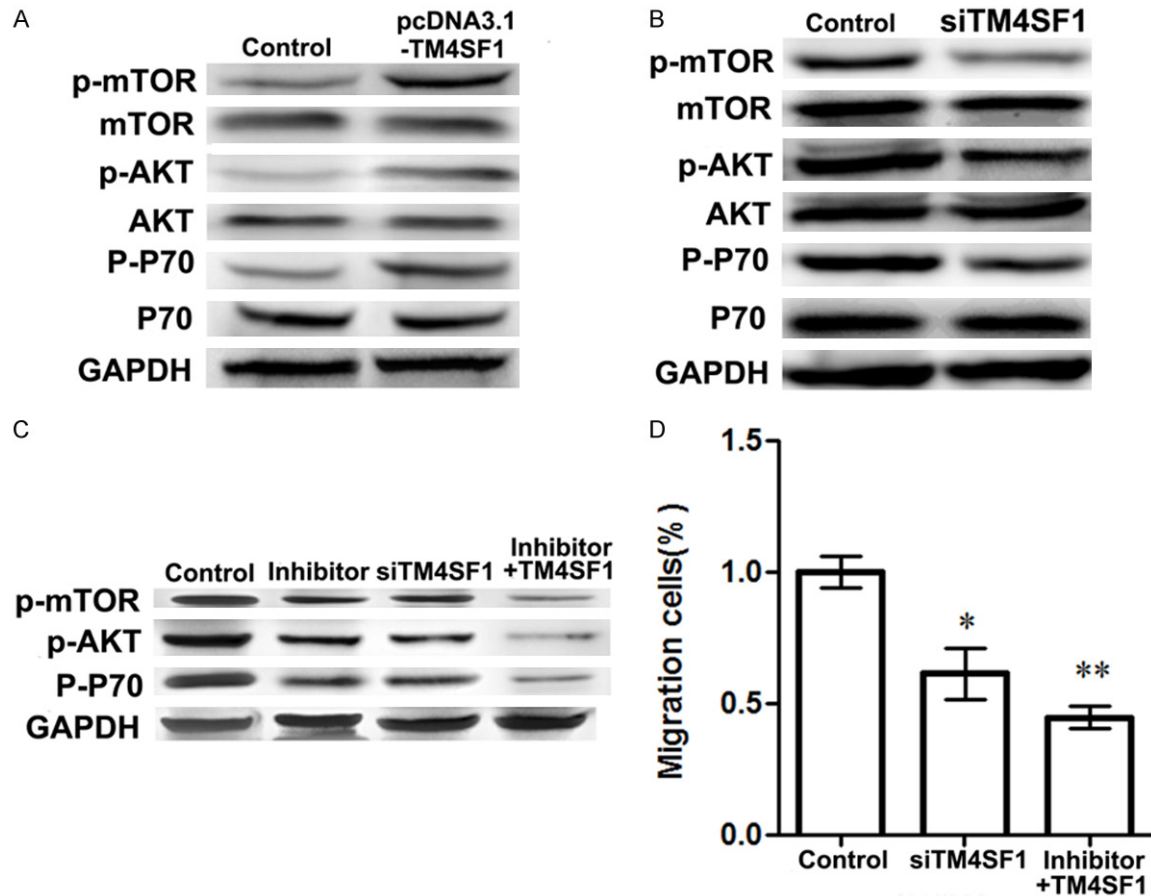 A
Control
pcDNA3.1
-TM4SF1
p-mTOR
mTOR
p-AKT
AKT
P-P70
P70
GAPDH
B
Control siTM4SF1
p-mTOR
mTOR
p-AKT
AKT
P-P70
P70
GAPDH
C
Control Inhibitor siTM4SF1 Inhibitor
+TM4SF1
p-mTOR
p-AKT
P-P70
GAPDH
D
Migration cells(% )
1.5
1.0
0.5
0.0
*
**
Control siTM4SF1 Inhibitor
+TM4SF1